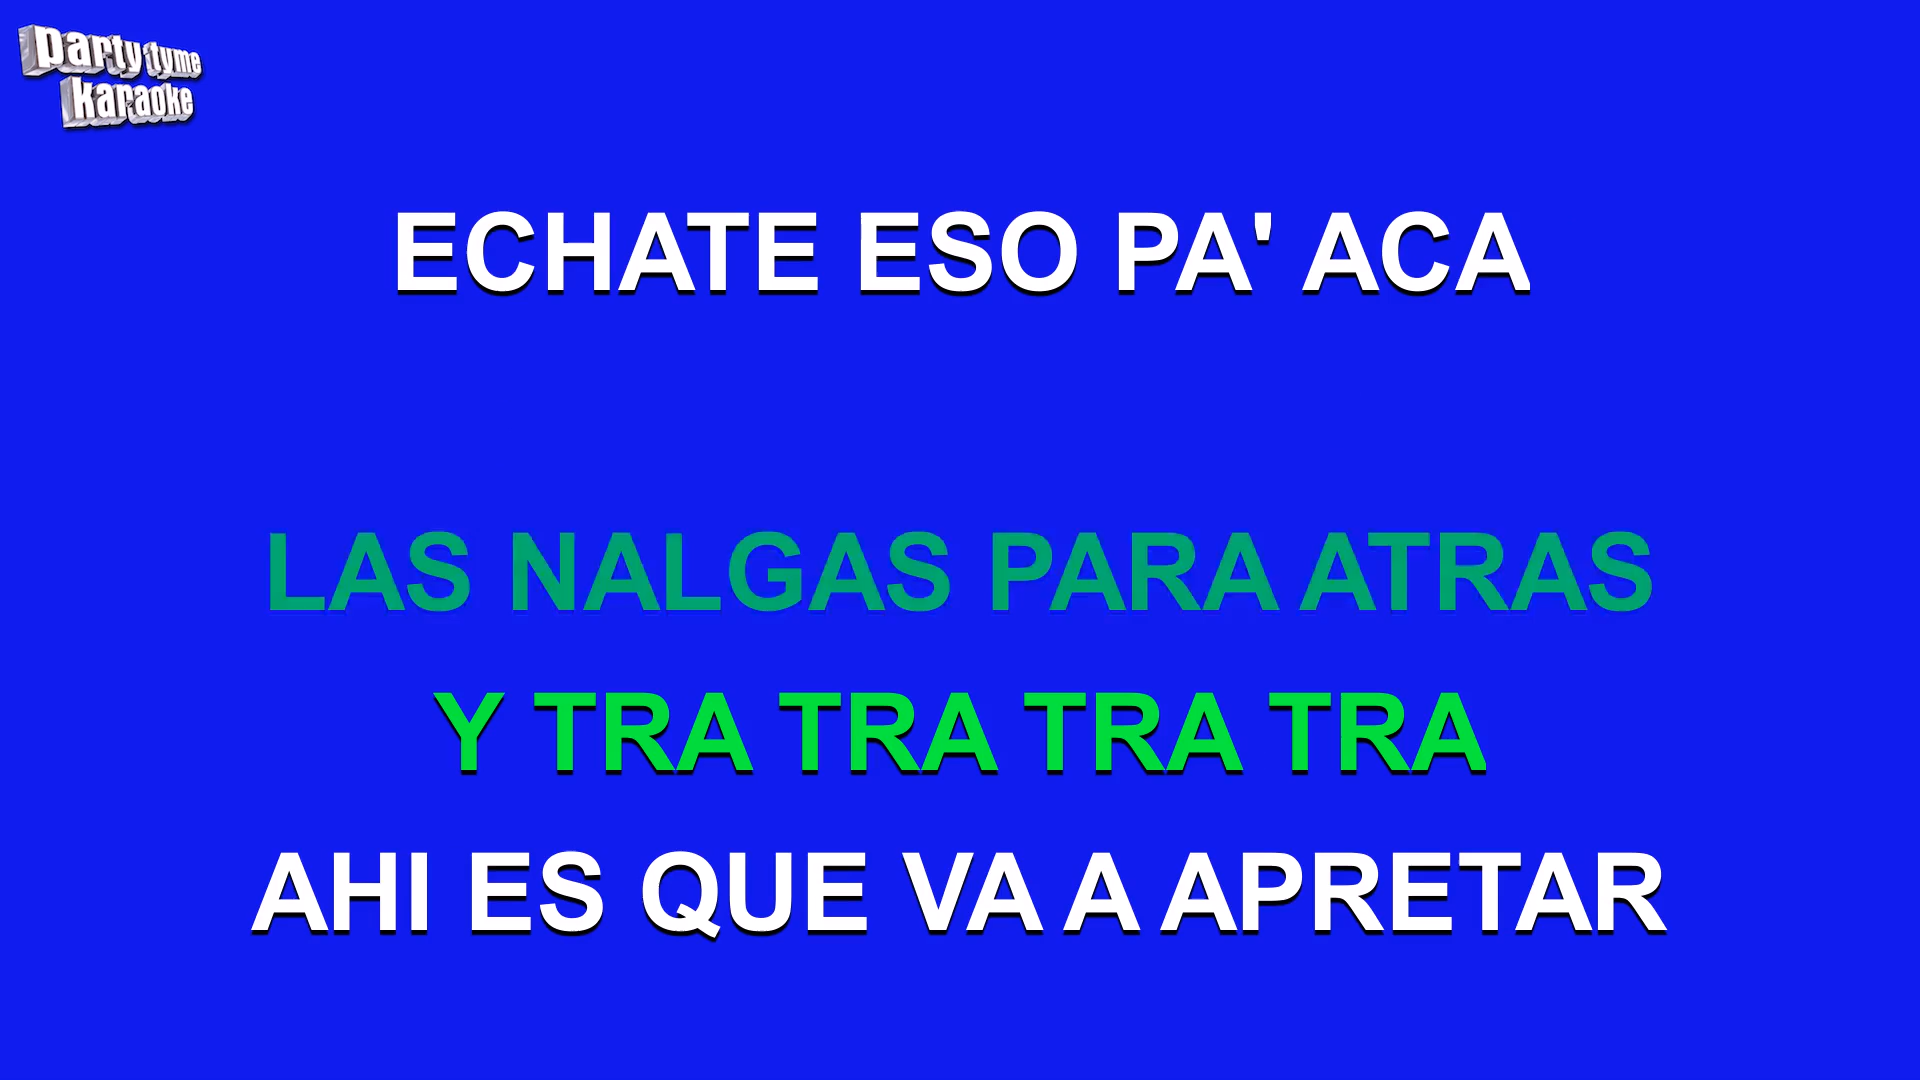 party tyme
karaoke
ECHATE ESO PA' ACA
LAS NALGAS PARA ATRAS
Y TRA TRA TRA TRA
AHI ES QUE VA A APRETAR